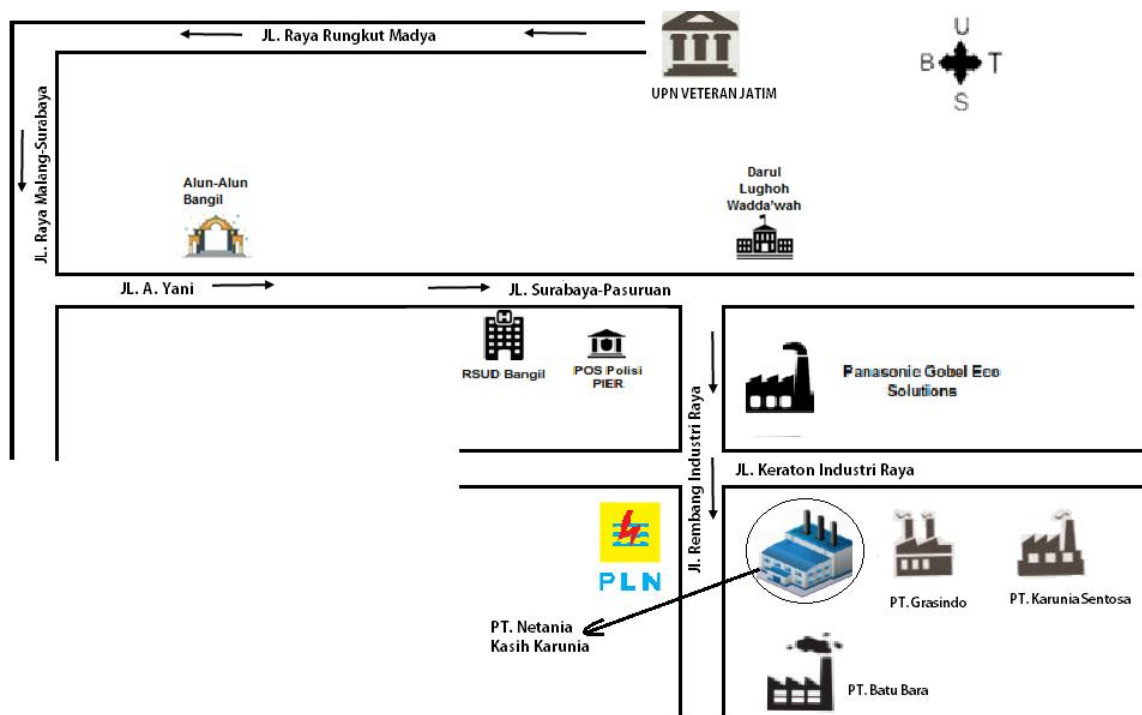 JL. Raya Rungkut Madya
UPN VETERAN JATIM
U
B
T
S
JL. Raya Malang-Surabaya
Alun-Alun
Bangil
Darul
Lughoh
Wadda'wah
JL. A. Yani
JL. Surabaya-Pasuruan
H
RSUD Bangil
POS Polisi
PIER
Panasonic Gobel Eco
Solutions
Jl. Rembang Industri Raya
JL. Keraton Industri Raya
PLN
PT. Grasindo
PT. Karunia Sentosa
PT. Netania
Kasih Karunia
PT. Batu Bara